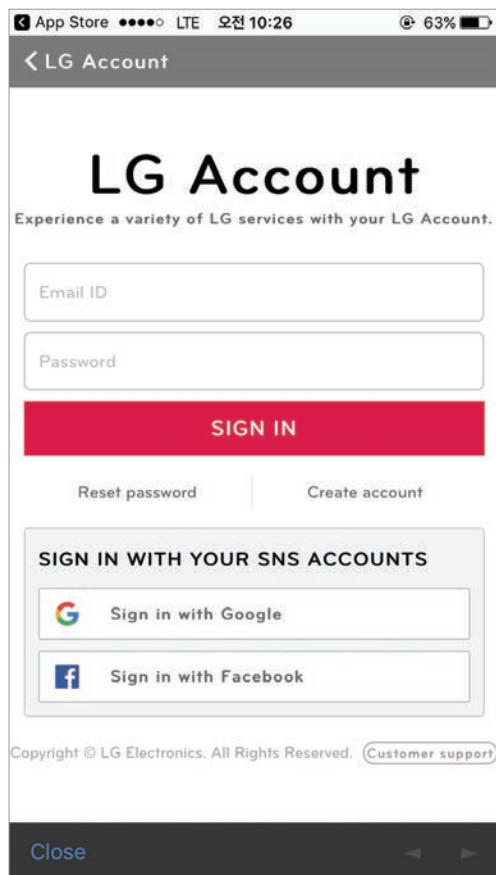 App Store LTE 오전 10:26 63%
LG Account
LG Account
Experience a variety of LG services with your LG Account.
Email ID
Password
SIGN IN
Reset password Create account
SIGN IN WITH YOUR SNS ACCOUNTS
Sign in with Google
Sign in with Facebook
Copyright © LG Electronics. All Rights Reserved. Customer support
Close